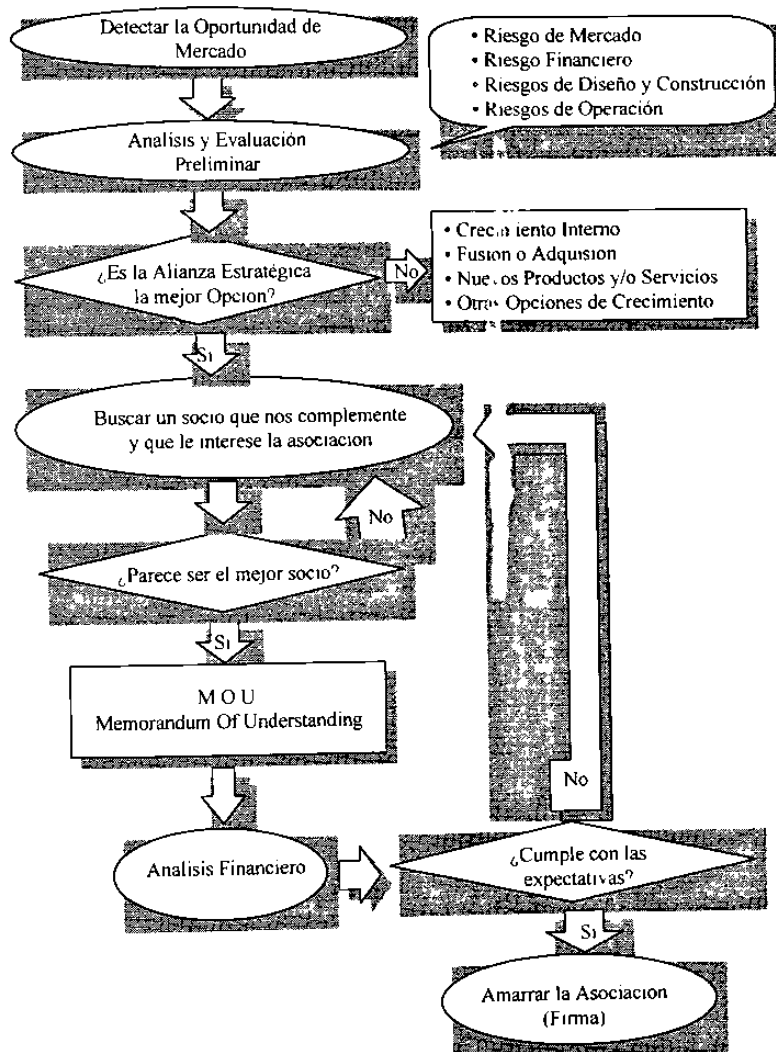 Detectar la Oportunidad de
Mercado
• Riesgo de Mercado
• Riesgo Financiero
• Riesgos de Diseño y Construcción
• Riesgos de Operación
Analisis y Evaluación
Preliminar
¿Es la Alianza Estratégica
la mejor Opcion?
No
• Crecimiento Interno
• Fusion o Adquision
• Nuevos Productos y/o Servicios
• Otras Opciones de Crecimiento
Si
Buscar un socio que nos complemente
y que le interese la asociacion
No
¿Parece ser el mejor socio?
Si
M O U
Memorandum Of Understanding
No
Analisis Financiero
¿Cumple con las
expectativas?
Si
Amarrar la Asociacion
(Firma)